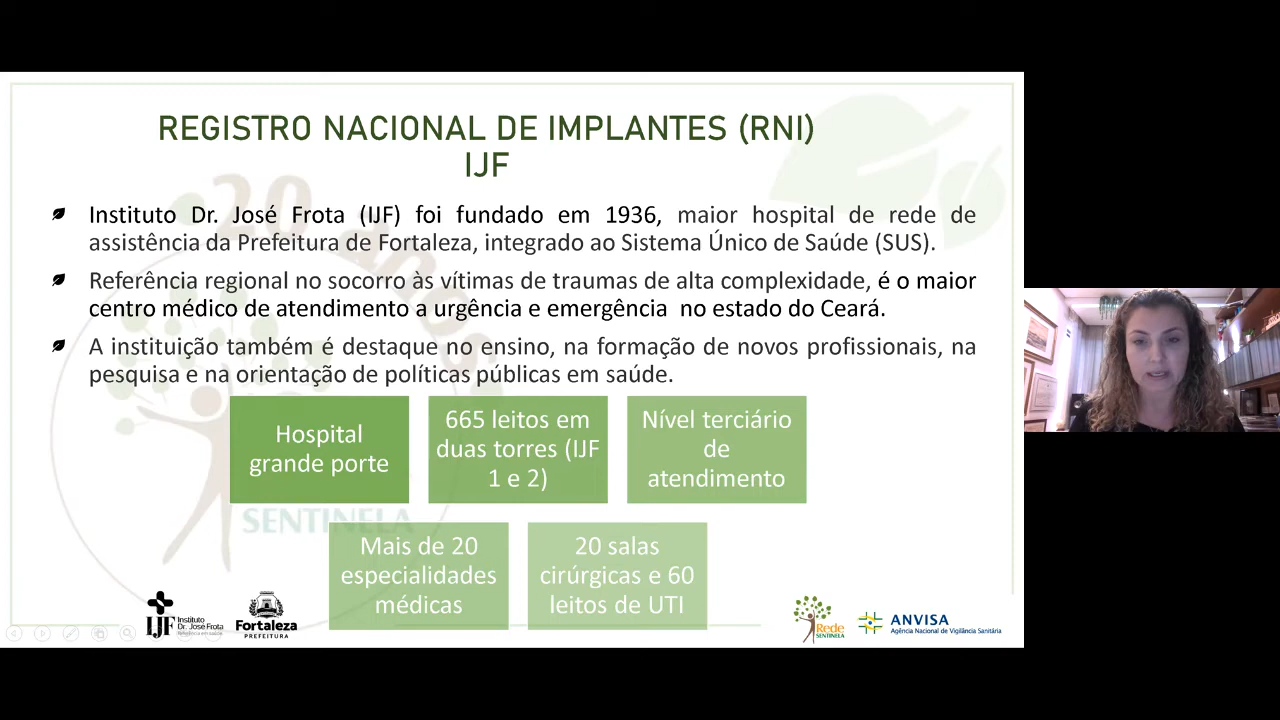 REGISTRO NACIONAL DE IMPLANTES (RNI)
IJF
Instituto Dr. José Frota (IJF) foi fundado em 1936, maior hospital de rede de
assistência da Prefeitura de Fortaleza, integrado ao Sistema Único de Saúde (SUS).
Referência regional no socorro às vítimas de traumas de alta complexidade, é o maior
centro médico de atendimento a urgência e emergência no estado do Ceará.
A instituição também é destaque no ensino, na formação de novos profissionais, na
pesquisa e na orientação de políticas públicas em saúde.
Hospital
grande porte
665 leitos em
duas torres (IJF
1 e 2)
Nível terciário
de
atendimento
Mais de 20
especialidades
médicas
20 salas
cirúrgicas e 60
leitos de UTI
20 anos
SENTINELA
IJF
Instituto
Dr. José Frota
Referência em saúde
Fortaleza
PREFEITURA
Rede
SENTINELA
ANVISA
Agência Nacional de Vigilância Sanitária